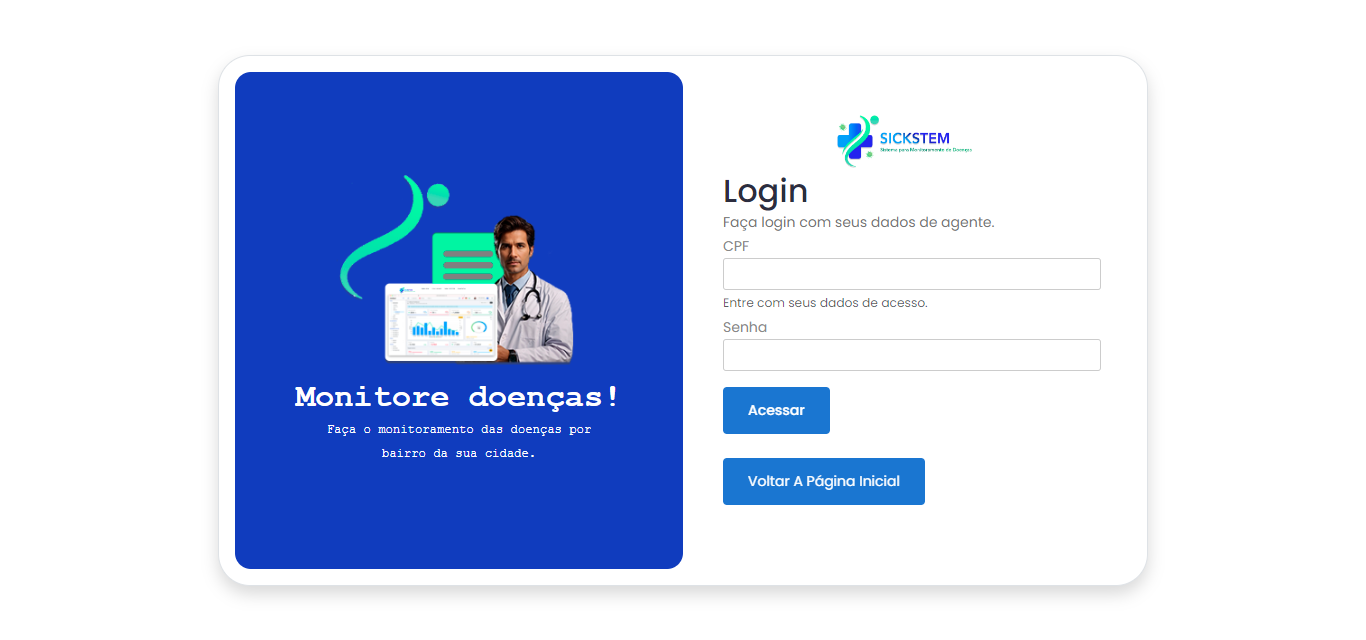 Monitore doenças!
Faça o monitoramento das doenças por
bairro da sua cidade.
SICKSTEM
Sistema para Monitoramento de Doenças
Login
Faça login com seus dados de agente.
CPF
Entre com seus dados de acesso.
Senha
Acessar
Voltar A Página Inicial